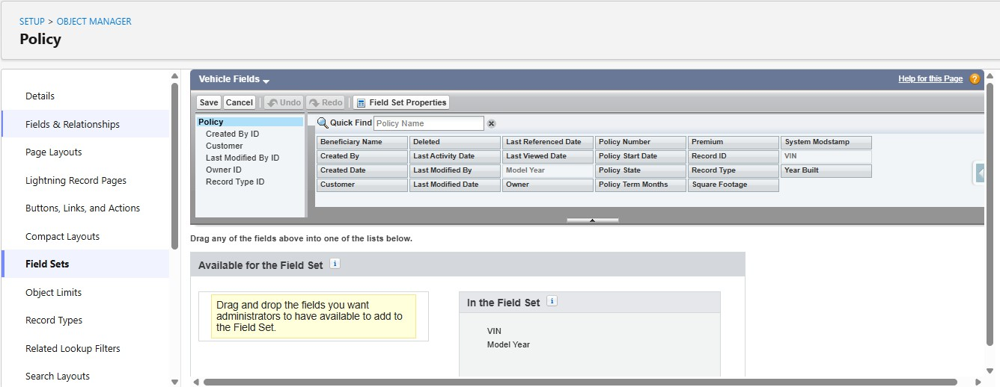 SETUP > OBJECT MANAGER
Policy
Details
Fields & Relationships
Page Layouts
Lightning Record Pages
Buttons, Links, and Actions
Compact Layouts
Field Sets
Object Limits
Record Types
Related Lookup Filters
Search Layouts
Vehicle Fields
Help for this Page ?
Save Cancel Undo Redo Field Set Properties
Policy
Created By ID
Customer
Last Modified By ID
Owner ID
Record Type ID
Quick Find Policy Name
Beneficiary Name Deleted Last Referenced Date Policy Number Premium System Modstamp
Created By Last Activity Date Last Viewed Date Policy Start Date Record ID VIN
Created Date Last Modified By Model Year Policy State Record Type Year Built
Customer Last Modified Date Owner Policy Term Months Square Footage
Drag any of the fields above into one of the lists below.
Available for the Field Set i
Drag and drop the fields you want
administrators to have available to add to
the Field Set.
In the Field Set i
VIN
Model Year